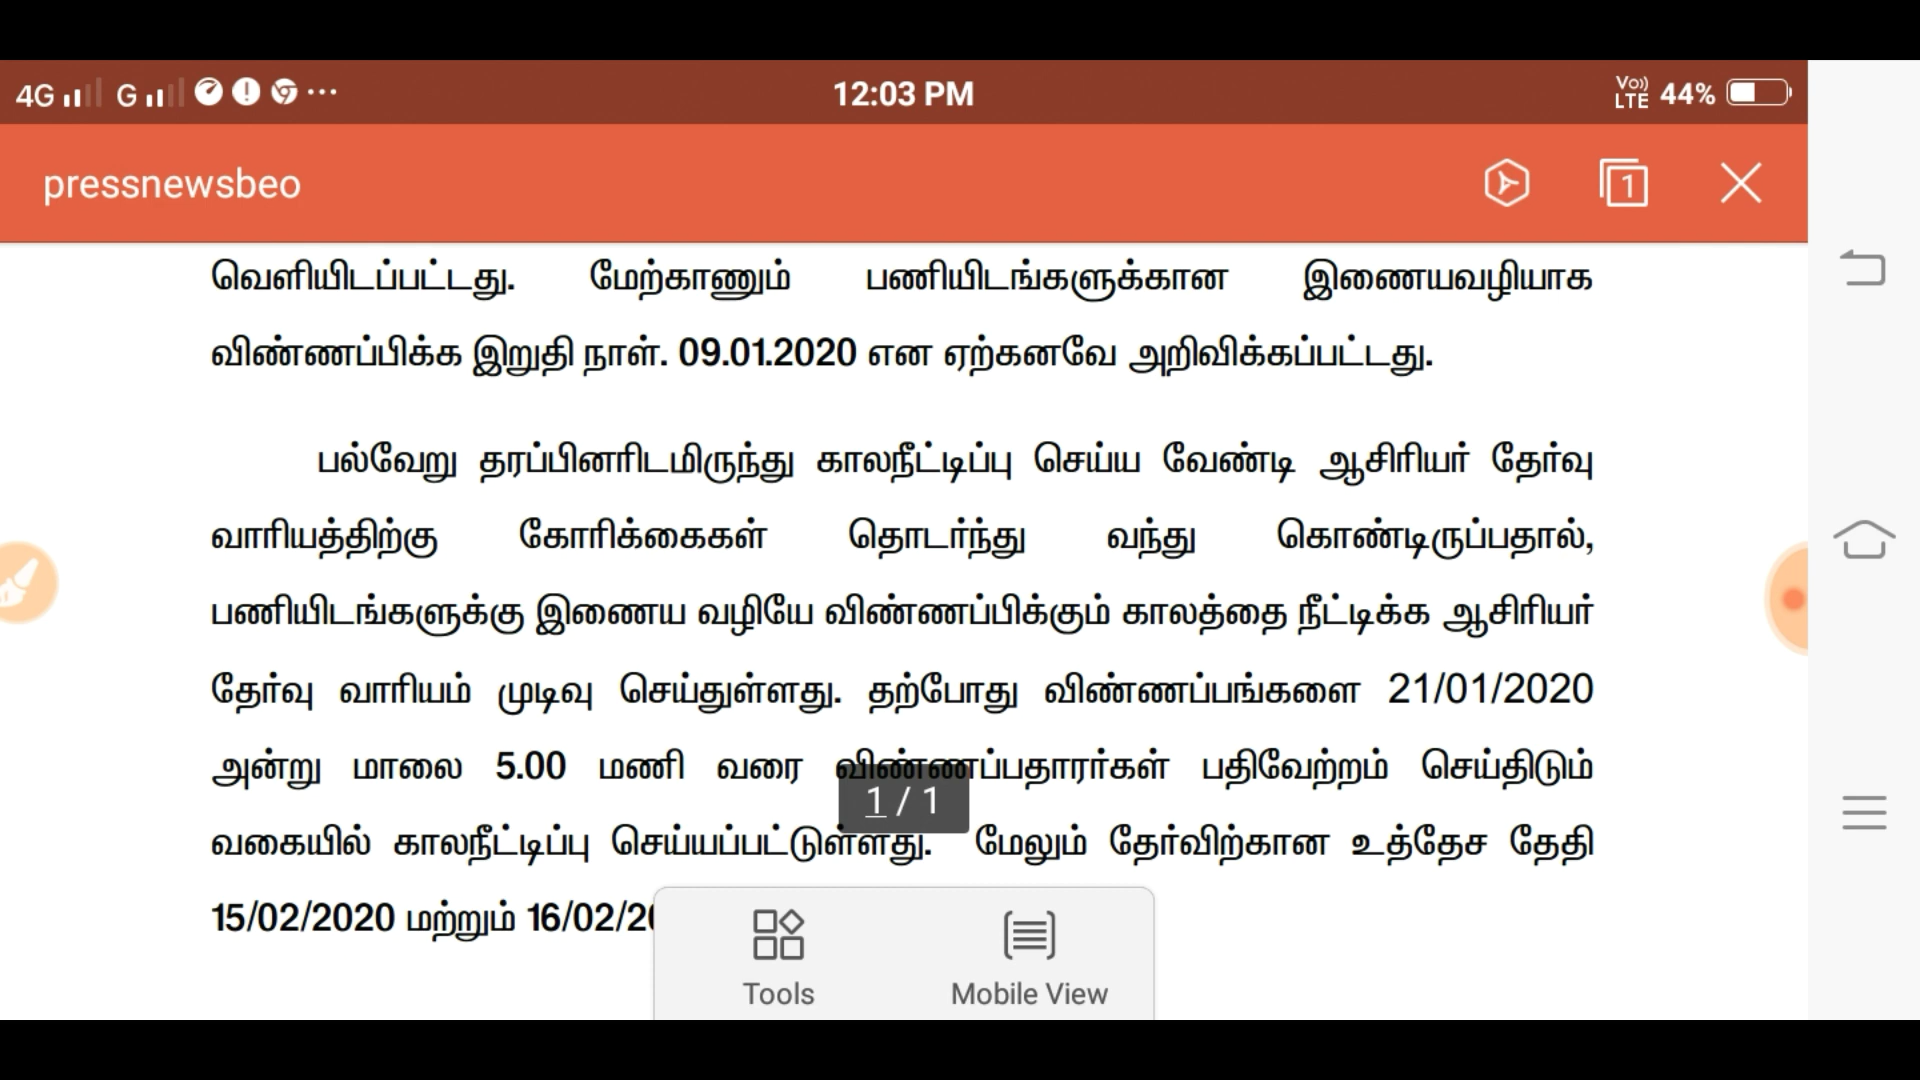 4G G 12:03 PM Vo)) LTE 44%
pressnewsbeo 1
வெளியிடப்பட்டது. மேற்காணும் பணியிடங்களுக்கான இணையவழியாக
விண்ணப்பிக்க இறுதி நாள். 09.01.2020 என ஏற்கனவே அறிவிக்கப்பட்டது.
பல்வேறு தரப்பினரிடமிருந்து காலநீட்டிப்பு செய்ய வேண்டி ஆசிரியர் தேர்வு
வாரியத்திற்கு கோரிக்கைகள் தொடர்ந்து வந்து கொண்டிருப்பதால்,
பணியிடங்களுக்கு இணைய வழியே விண்ணப்பிக்கும் காலத்தை நீட்டிக்க ஆசிரியர்
தேர்வு வாரியம் முடிவு செய்துள்ளது. தற்போது விண்ணப்பங்களை 21/01/2020
அன்று மாலை 5.00 மணி வரை விண்ணப்பதாரர்கள் பதிவேற்றம் செய்திடும்
1 / 1
வகையில் காலநீட்டிப்பு செய்யப்பட்டுள்ளது. மேலும் தேர்விற்கான உத்தேச தேதி
15/02/2020 மற்றும் 16/02/20
Tools Mobile View